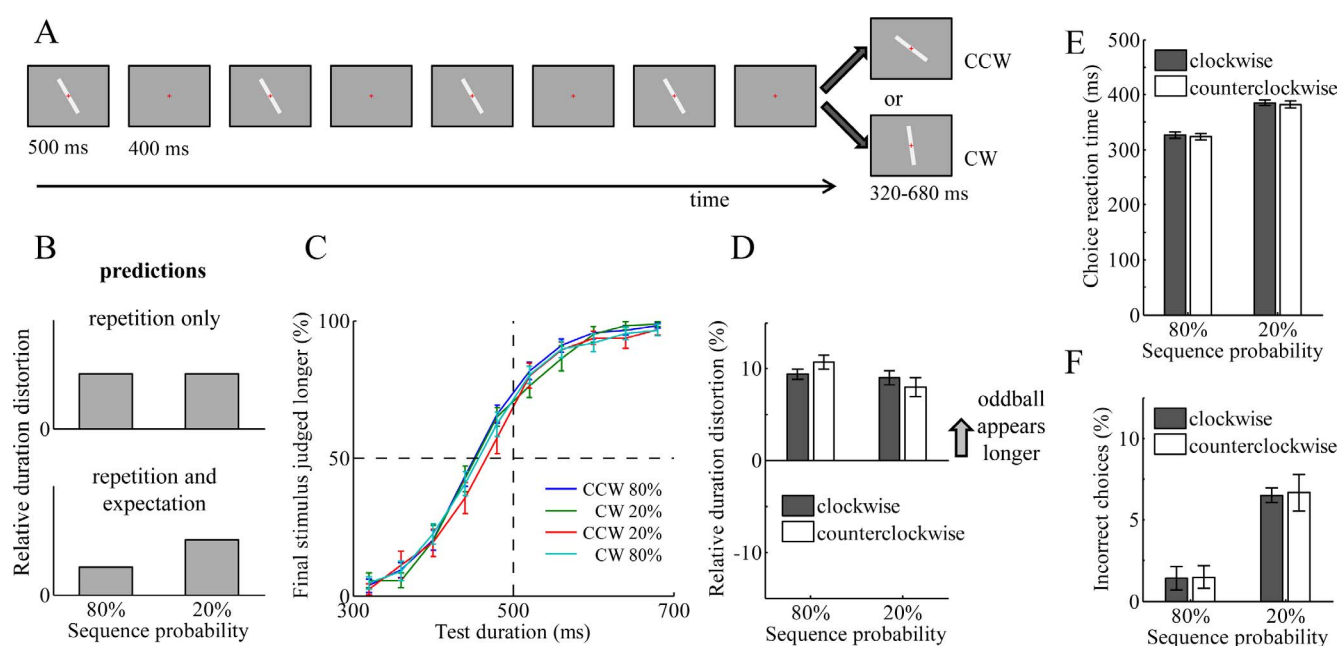 A
500 ms
400 ms
CCW
or
CW
320-680 ms
time
B
predictions
repetition only
Relative duration distortion
0
repetition and
expectation
0
80%
20%
Sequence probability
C
Final stimulus judged longer (%)
100
50
0
CCW 80%
CW 20%
CCW 20%
CW 80%
300
500
700
Test duration (ms)
D
Relative duration distortion (%)
10
0
-10
oddball
appears
longer
clockwise
counterclockwise
80%
20%
Sequence probability
E
Choice reaction time (ms)
500
400
300
200
100
0
clockwise
counterclockwise
80%
20%
Sequence probability
F
Incorrect choices (%)
10
5
0
clockwise
counterclockwise
80%
20%
Sequence probability